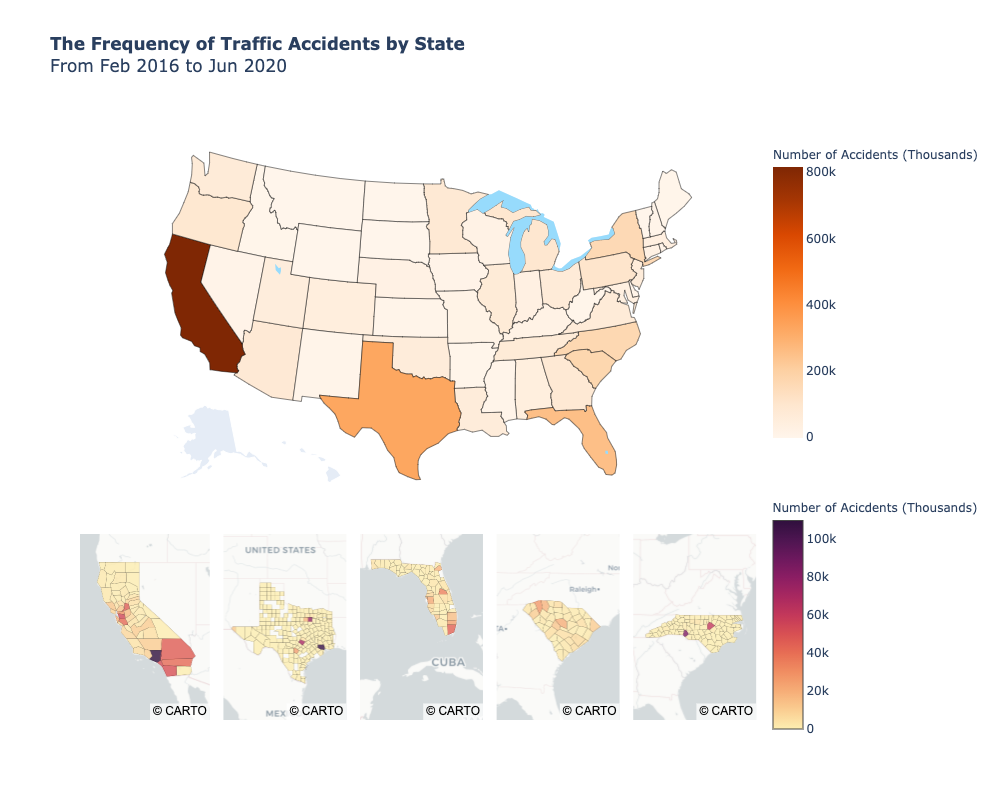 The Frequency of Traffic Accidents by State
From Feb 2016 to Jun 2020
Number of Accidents (Thousands)
800k
600k
400k
200k
0
Number of Acicdents (Thousands)
100k
80k
60k
40k
20k
0
© CARTO
UNITED STATES
MEX
© CARTO
CUBA
© CARTO
Raleigh
© CARTO
© CARTO